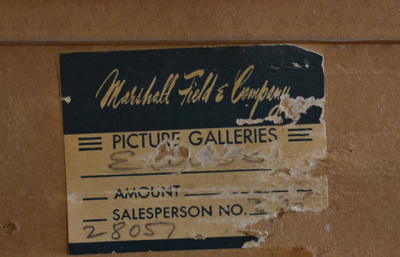 Marshall Field & Company
PICTURE GALLERIES
AMOUNT
SALESPERSON NO.
28057